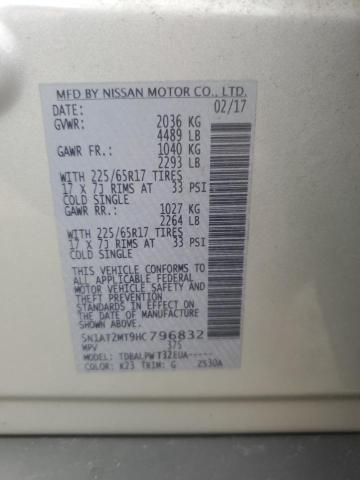 MFD BY NISSAN MOTOR CO., LTD.
DATE: 02/17
GVWR: 2036 KG
4489 LB
GAWR FR.: 1040 KG
2293 LB
WITH 225/65R17 TIRES
17 X 7J RIMS AT 33 PSI
COLD SINGLE
GAWR RR.: 1027 KG
2264 LB
WITH 225/65R17 TIRES
17 X 7J RIMS AT 33 PSI
COLD SINGLE
THIS VEHICLE CONFORMS TO
ALL APPLICABLE FEDERAL
MOTOR VEHICLE SAFETY
AND THEFT PREVENTION
STANDARDS IN EFFECT ON
THE DATE OF MANUFACTURE
SHOWN ABOVE.
5N1AT2MT9HC796832
MPV 375
MODEL: TDBALPW T32EUA-----
COLOR: K23 TRIM: G 2530A